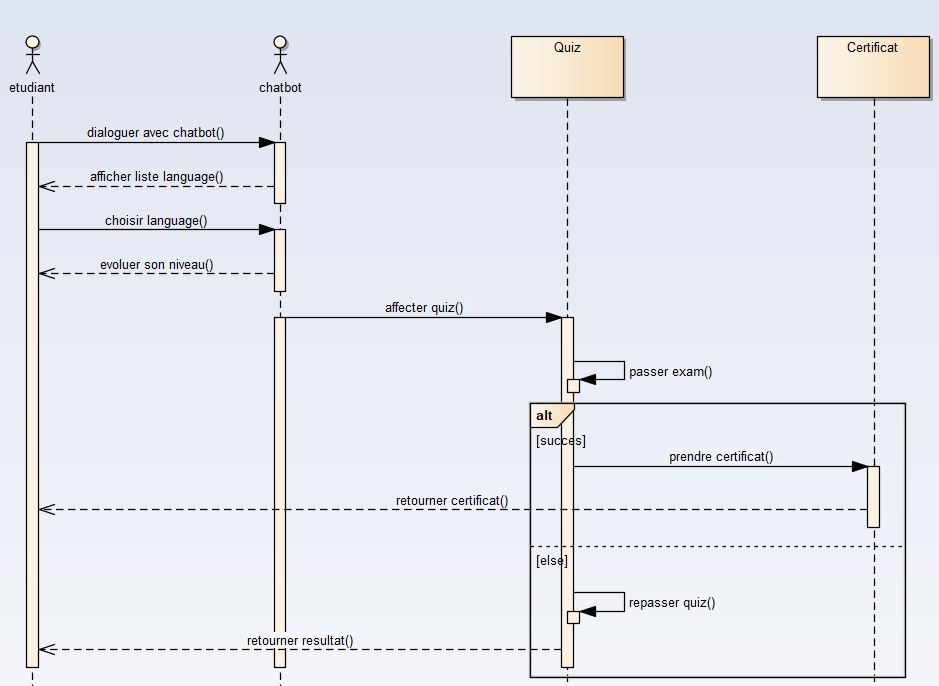 etudiant
chatbot
Quiz
Certificat
dialoguer avec chatbot()
afficher liste language()
choisir language()
evoluer son niveau()
affecter quiz()
passer exam()
alt
[succes]
prendre certificat()
retourner certificat()
[else]
repasser quiz()
retourner resultat()